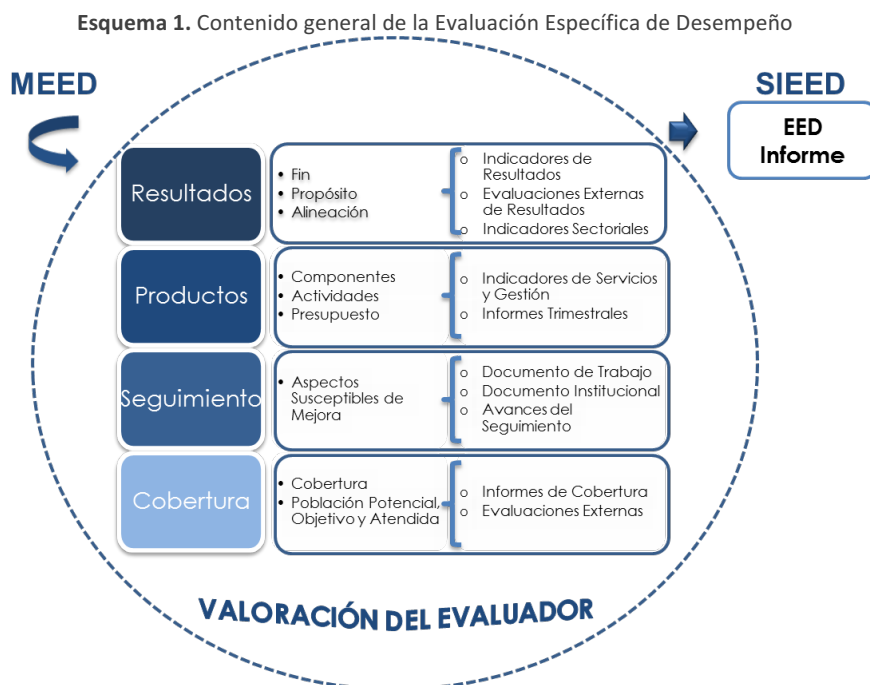 Esquema 1. Contenido general de la Evaluación Específica de Desempeño
MEED
SIEED
EED
Informe
Resultados
• Fin
• Propósito
• Alineación
o Indicadores de
Resultados
o Evaluaciones Externas
de Resultados
o Indicadores Sectoriales
Productos
• Componentes
• Actividades
• Presupuesto
o Indicadores de Servicios
y Gestión
o Informes Trimestrales
Seguimiento
• Aspectos
Susceptibles de
Mejora
o Documento de Trabajo
o Documento Institucional
o Avances del
Seguimiento
Cobertura
• Cobertura
• Población Potencial,
Objetivo y Atendida
o Informes de Cobertura
o Evaluaciones Externas
VALORACIÓN DEL EVALUADOR